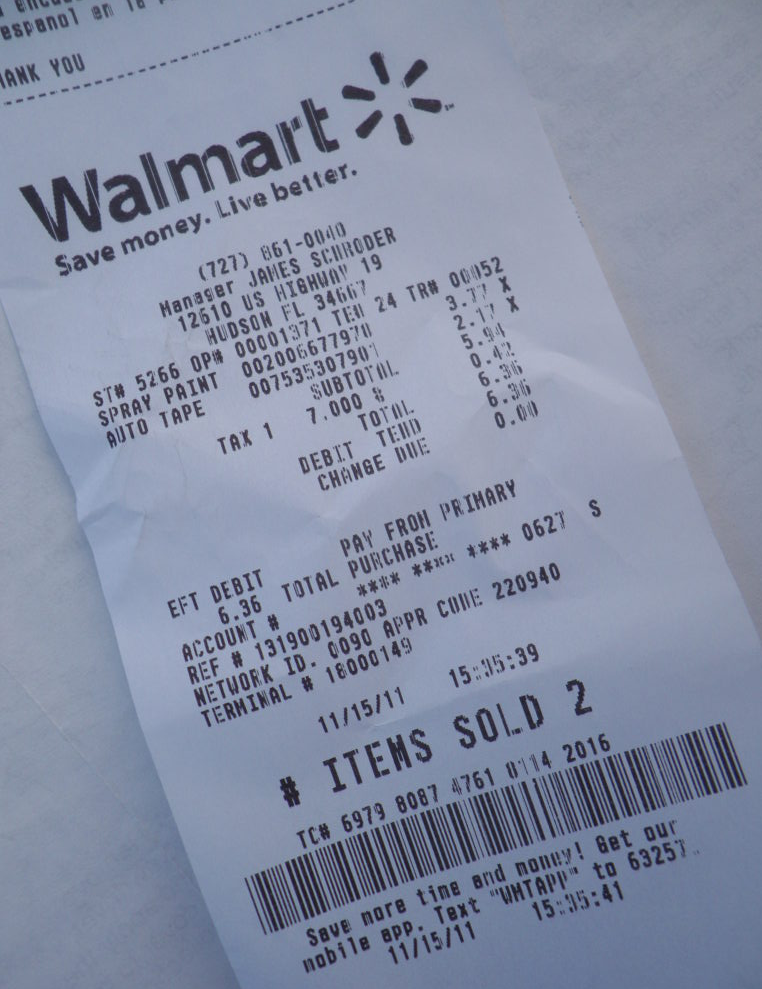 espanol en la
THANK YOU
Walmart
Save money. Live better.
(727) 861-0040
Manager JAMES SCHRODER
12610 US HIGHWAY 19
HUDSON FL 34667
ST# 5266 OP# 00001371 TE# 24 TR# 00052
SPRAY PAINT 002006677970 3.77 X
AUTO TAPE 007535307901 2.17 X
SUBTOTAL 5.94
TAX 1 7.000 % 0.42
TOTAL 6.36
DEBIT TEND 6.36
CHANGE DUE 0.00
EFT DEBIT PAY FROM PRIMARY
6.36 TOTAL PURCHASE
ACCOUNT # **** **** **** 0627 S
REF # 131900194003
NETWORK ID. 0090 APPR CODE 220940
TERMINAL # 18000149
11/15/11 15:35:39
# ITEMS SOLD 2
TC# 6979 8087 4761 0114 2016
Save more time and money! Get our
mobile app. Text "WMTAPP" to 63257.
11/15/11 15:35:41